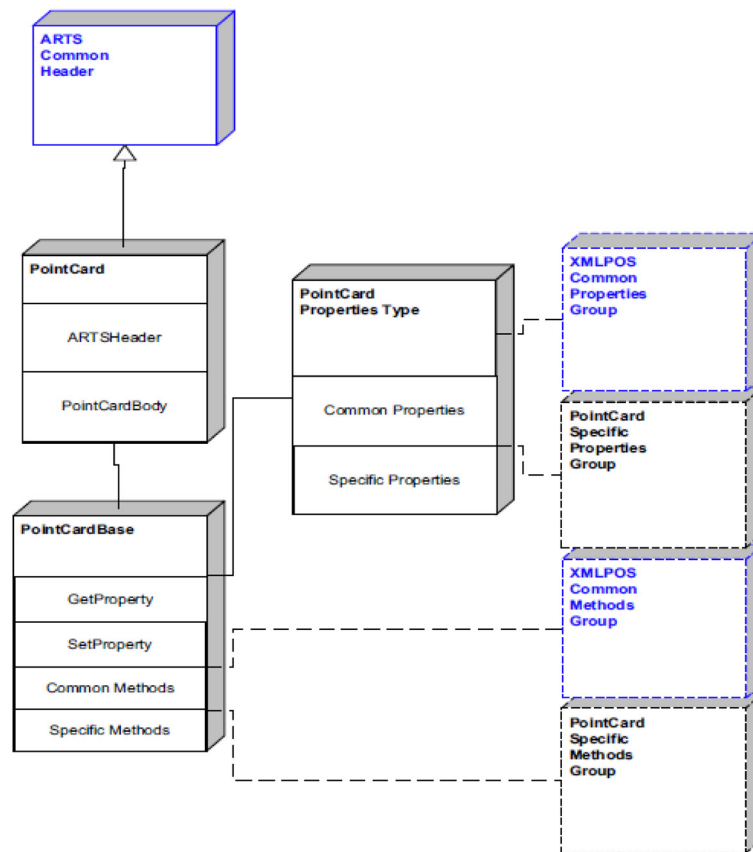 ARTS
Common
Header
PointCard
ARTSHeader
PointCardBody
PointCard
Properties Type
Common Properties
Specific Properties
XMLPOS
Common
Properties
Group
PointCard
Specific
Properties
Group
PointCardBase
GetProperty
SetProperty
Common Methods
Specific Methods
XMLPOS
Common
Methods
Group
PointCard
Specific
Methods
Group